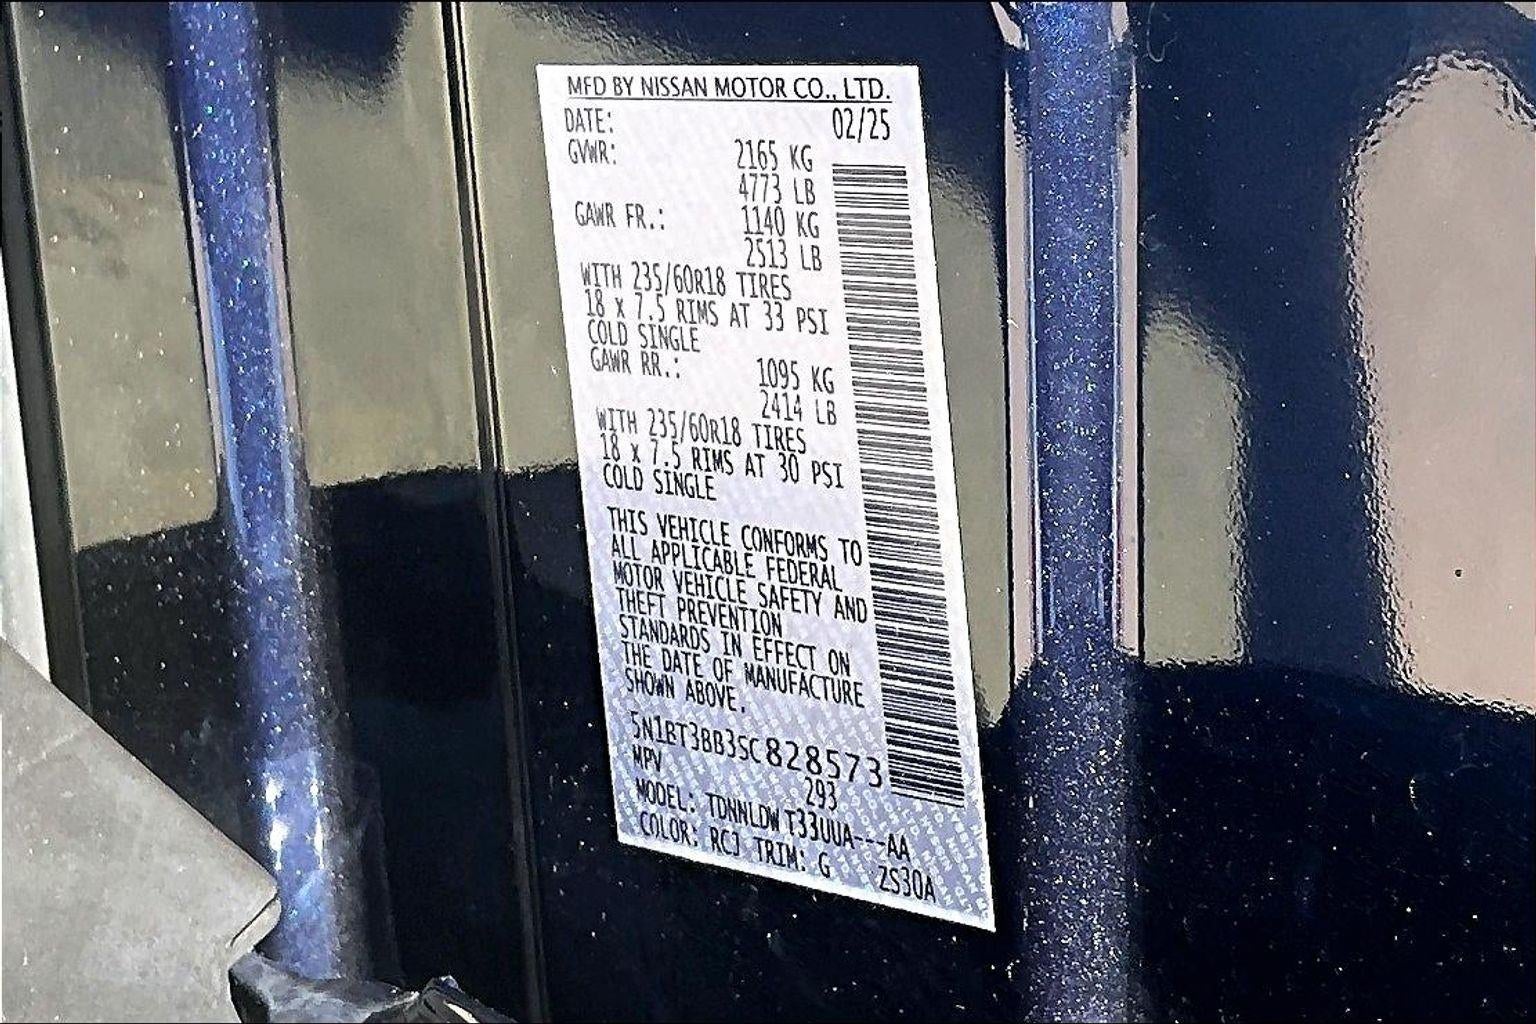 MFD BY NISSAN MOTOR CO., LTD.
DATE: 02/25
GVWR: 2165 KG
4773 LB
GAWR FR.: 1140 KG
2513 LB
WITH 235/60R18 TIRES
18 x 7.5 RIMS AT 33 PSI
COLD SINGLE
GAWR RR.: 1095 KG
2414 LB
WITH 235/60R18 TIRES
18 x 7.5 RIMS AT 30 PSI
COLD SINGLE
THIS VEHICLE CONFORMS TO
ALL APPLICABLE FEDERAL
MOTOR VEHICLE SAFETY AND
THEFT PREVENTION
STANDARDS IN EFFECT ON
THE DATE OF MANUFACTURE
SHOWN ABOVE.
5N1BT3BB3SC828573
MPV 293
MODEL: TDNNLDWT33UUA---AA
COLOR: RCJ TRIM: G ZS30A